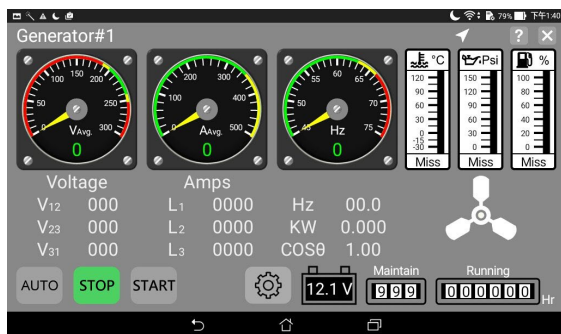 79% 下午1:40
Generator#1 ? ×
50 100 150 200 250 300 VAvg. 0
0 100 200 300 400 500 AAvg. 0
45 50 55 60 65 70 75 Hz 0
°C 120 90 60 30 0 -15 -30 Miss
Psi 150 120 90 60 30 0 Miss
% 100 80 60 40 20 0 Miss
Voltage Amps
V12 000 L1 0000 Hz 00.0
V23 000 L2 0000 KW 0.000
V31 000 L3 0000 COSθ 1.00
AUTO STOP START 12.1 V
Maintain 999
Running 000000 Hr